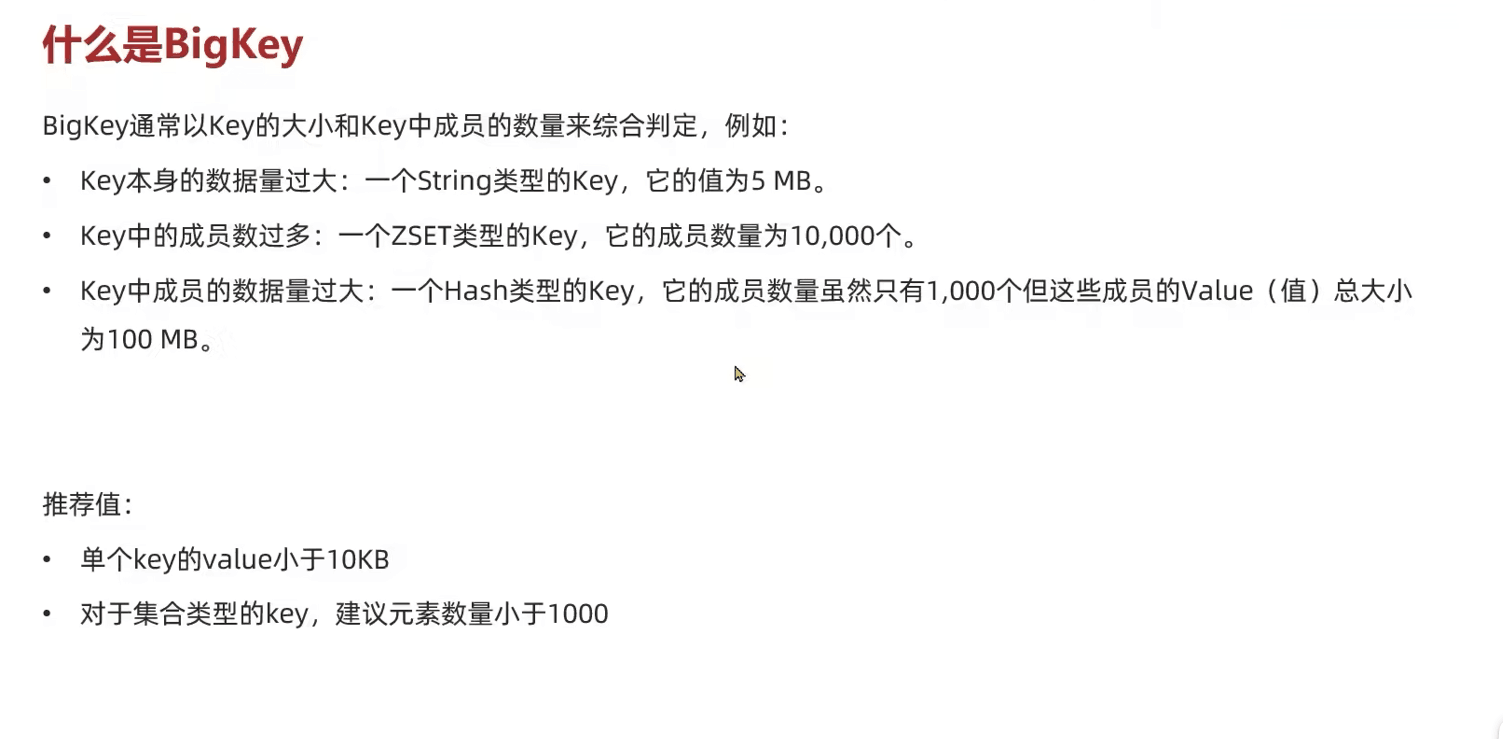 什么是BigKey
BigKey通常以Key的大小和Key中成员的数量来综合判定，例如：
• Key本身的数据量过大：一个String类型的Key，它的值为5 MB。
• Key中的成员数过多：一个ZSET类型的Key，它的成员数量为10,000个。
• Key中成员的数据量过大：一个Hash类型的Key，它的成员数量虽然只有1,000个但这些成员的Value（值）总大小
为100 MB。
推荐值：
• 单个key的value小于10KB
• 对于集合类型的key，建议元素数量小于1000